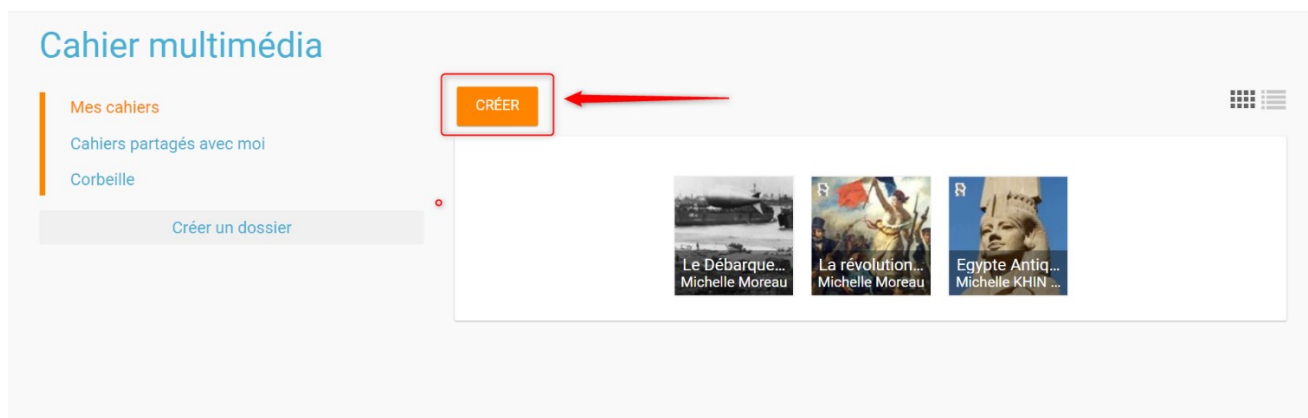 Cahier multimédia
Mes cahiers
Cahiers partagés avec moi
Corbeille
Créer un dossier
CRÉER
Le Débarque...
Michelle Moreau
La révolution...
Michelle Moreau
Egypte Antiq...
Michelle KHIN ...